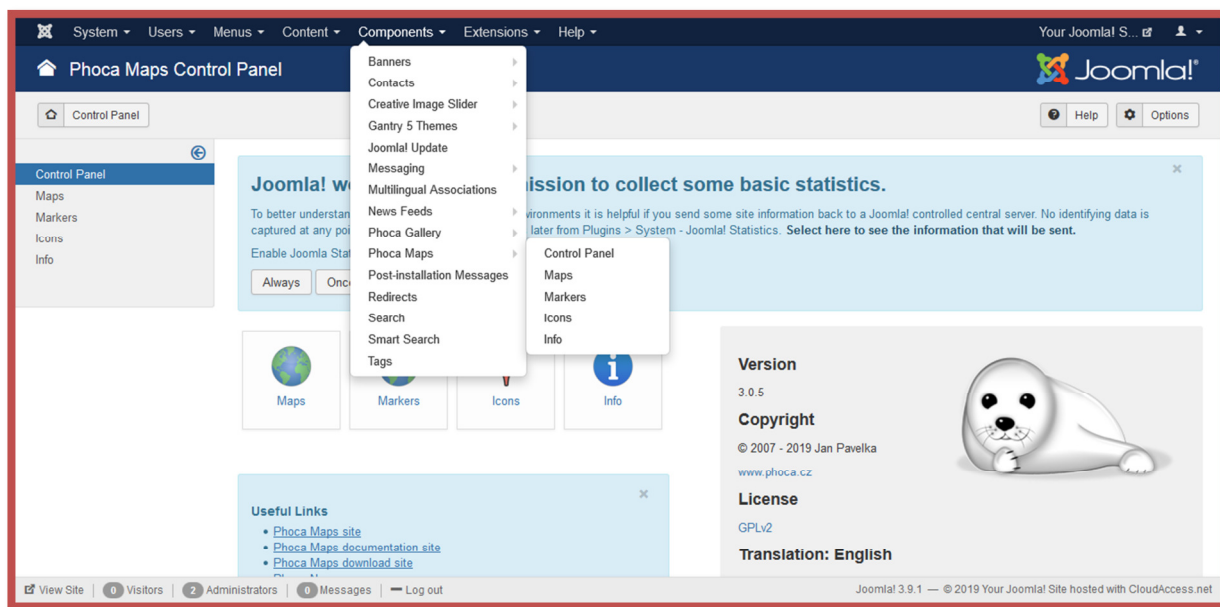 System Users Menus Content Components Extensions Help Your Joomla! S...
Phoca Maps Control Panel Joomla!®
Control Panel Help Options
Control Panel
Maps
Markers
Icons
Info
Banners
Contacts
Creative Image Slider
Gantry 5 Themes
Joomla! Update
Messaging
Multilingual Associations
News Feeds
Phoca Gallery
Phoca Maps
Post-installation Messages
Redirects
Search
Smart Search
Tags
Control Panel
Maps
Markers
Icons
Info
Joomla! ission to collect some basic statistics.
To better understan vironments it is helpful if you send some site information back to a Joomla! controlled central server. No identifying data is
captured at any poi later from Plugins > System - Joomla! Statistics. Select here to see the information that will be sent.
Enable Joomla Stat
Always Once
Maps Markers Icons Info
Useful Links
Phoca Maps site
Phoca Maps documentation site
Phoca Maps download site
Version
3.0.5
Copyright
© 2007 - 2019 Jan Pavelka
www.phoca.cz
License
GPLv2
Translation: English
View Site 0 Visitors 2 Administrators 0 Messages Log out Joomla! 3.9.1 — © 2019 Your Joomla! Site hosted with CloudAccess.net